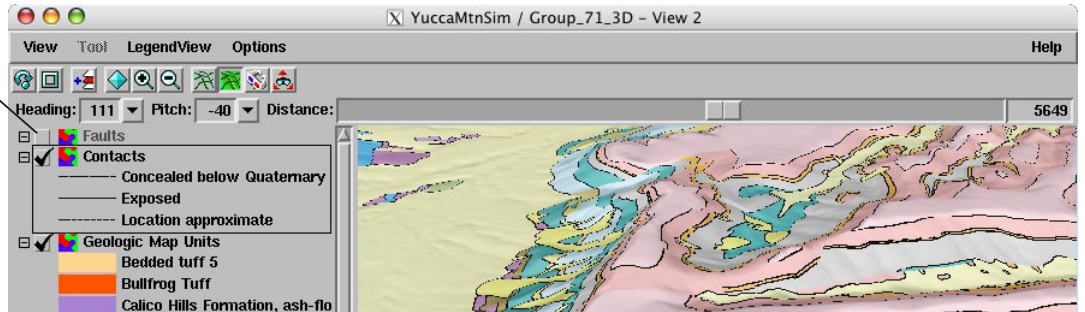 YuccaMtnSim / Group_71_3D – View 2
View Tool LegendView Options Help
Heading: 111 Pitch: -40 Distance: 5649
Faults
Contacts
Concealed below Quaternary
Exposed
Location approximate
Geologic Map Units
Bedded tuff 5
Bullfrog Tuff
Calico Hills Formation, ash-flo